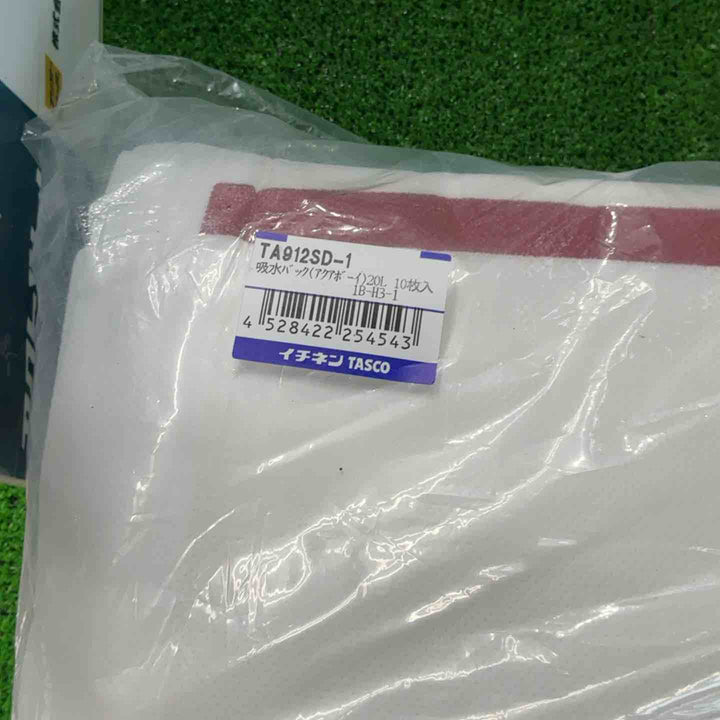 TA912SD-1
吸水バック(アクアボーイ)20L 10枚入
1B-H3-1
4 528422 254543
イチネン TASCO